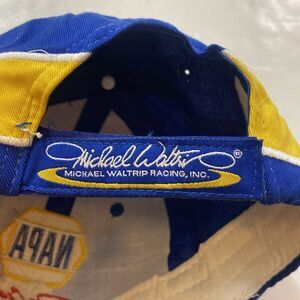 Michael Waltrip®
MICHAEL WALTRIP RACING, INC.
NAPA